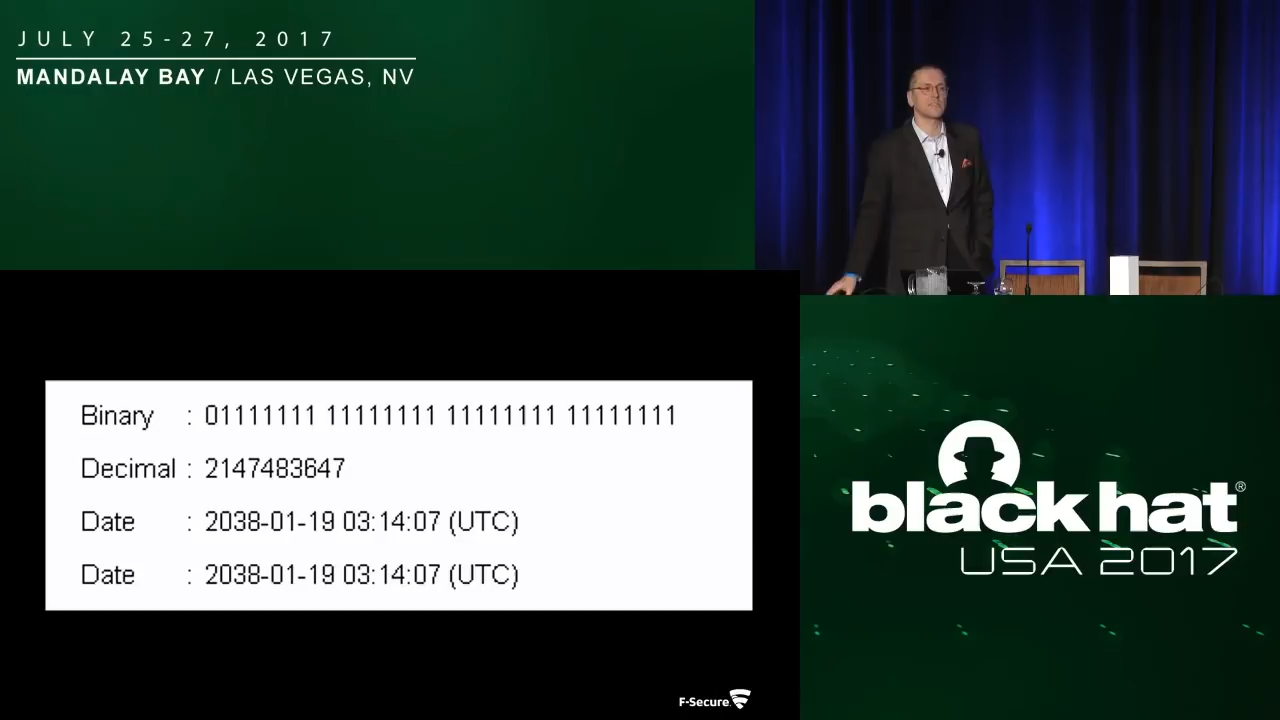 JULY 25-27, 2017
MANDALAY BAY / LAS VEGAS, NV
Binary : 01111111 11111111 11111111 11111111
Decimal : 2147483647
Date : 2038-01-19 03:14:07 (UTC)
Date : 2038-01-19 03:14:07 (UTC)
F-Secure
black hat®
USA 2017